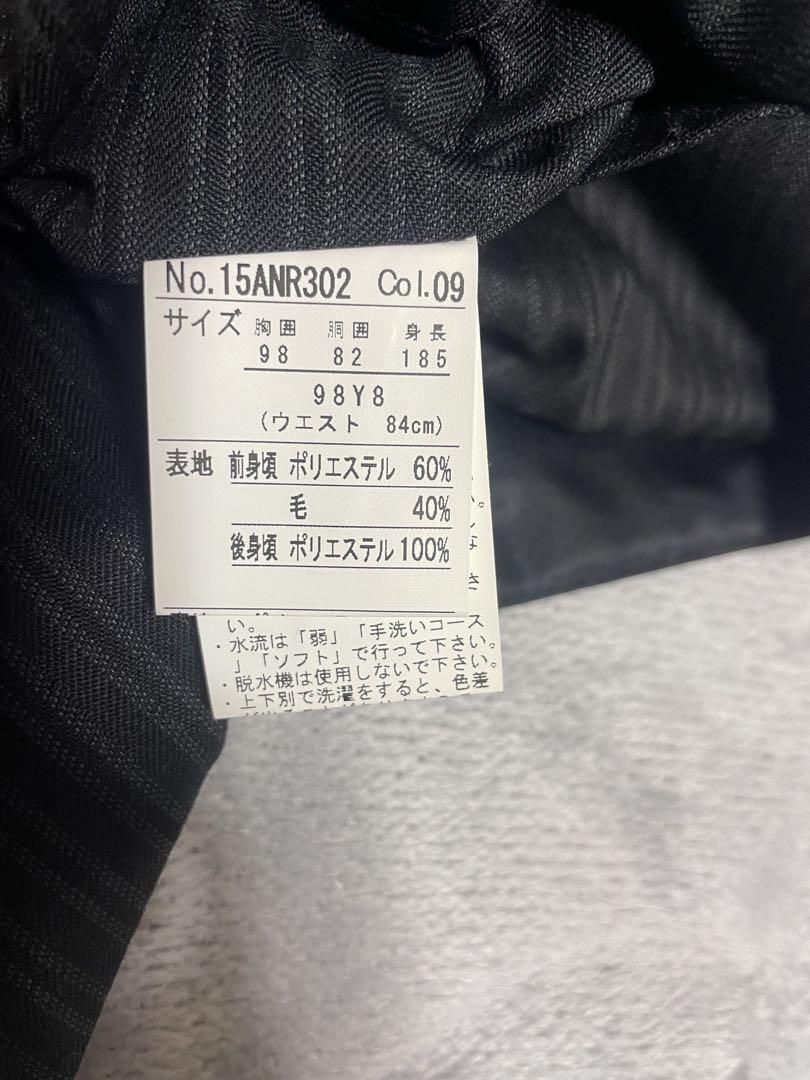 No.15ANR302 Col.09
サイズ 胸囲 胴囲 身長
98 82 185
98Y8
(ウエスト 84cm)
表地 前身頃 ポリエステル 60%
毛 40%
後身頃 ポリエステル 100%
い。
・水流は「弱」「手洗いコース
」「ソフト」で行って下さい。
・脱水機は使用しないで下さい。
・上下別で洗濯をすると、色差